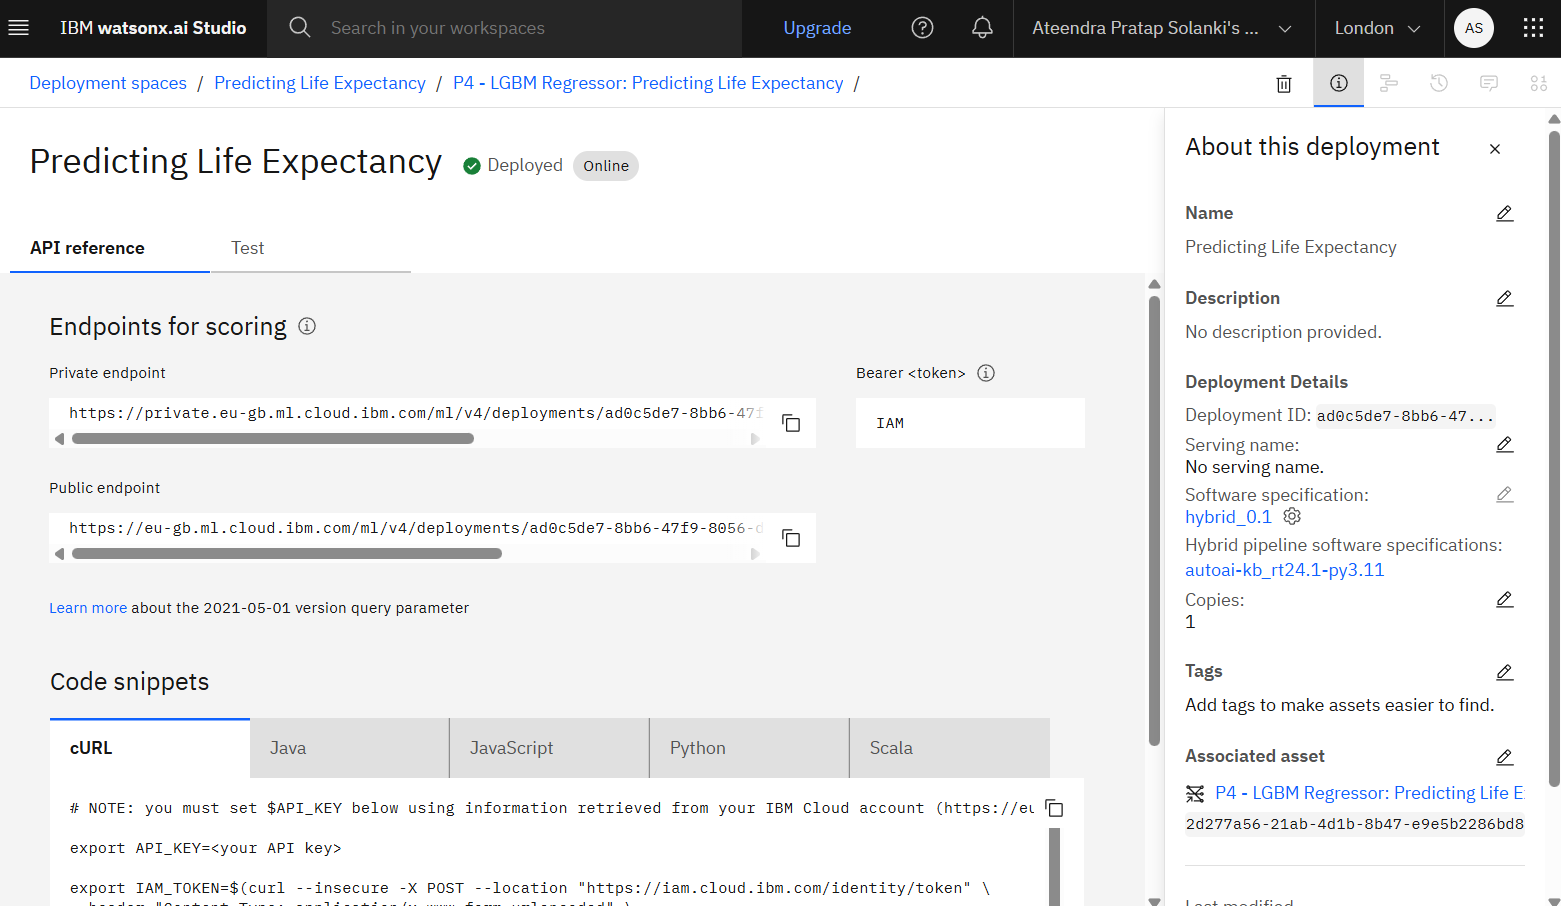 IBM watsonx.ai Studio
Search in your workspaces
Upgrade
Ateendra Pratap Solanki's ...
London
AS
Deployment spaces / Predicting Life Expectancy / P4 - LGBM Regressor: Predicting Life Expectancy /
Predicting Life Expectancy
Deployed
Online
API reference
Test
Endpoints for scoring
Private endpoint
https://private.eu-gb.ml.cloud.ibm.com/ml/v4/deployments/ad0c5de7-8bb6-47f
Bearer <token>
IAM
Public endpoint
https://eu-gb.ml.cloud.ibm.com/ml/v4/deployments/ad0c5de7-8bb6-47f9-8056-d
Learn more about the 2021-05-01 version query parameter
Code snippets
cURL
Java
JavaScript
Python
Scala
# NOTE: you must set $API_KEY below using information retrieved from your IBM Cloud account (https://eu
export API_KEY=<your API key>
export IAM_TOKEN=$(curl --insecure -X POST --location "https://iam.cloud.ibm.com/identity/token" \
About this deployment
Name
Predicting Life Expectancy
Description
No description provided.
Deployment Details
Deployment ID: ad0c5de7-8bb6-47...
Serving name:
No serving name.
Software specification:
hybrid_0.1
Hybrid pipeline software specifications:
autoai-kb_rt24.1-py3.11
Copies:
1
Tags
Add tags to make assets easier to find.
Associated asset
P4 - LGBM Regressor: Predicting Life E
2d277a56-21ab-4d1b-8b47-e9e5b2286bd8
Last modified